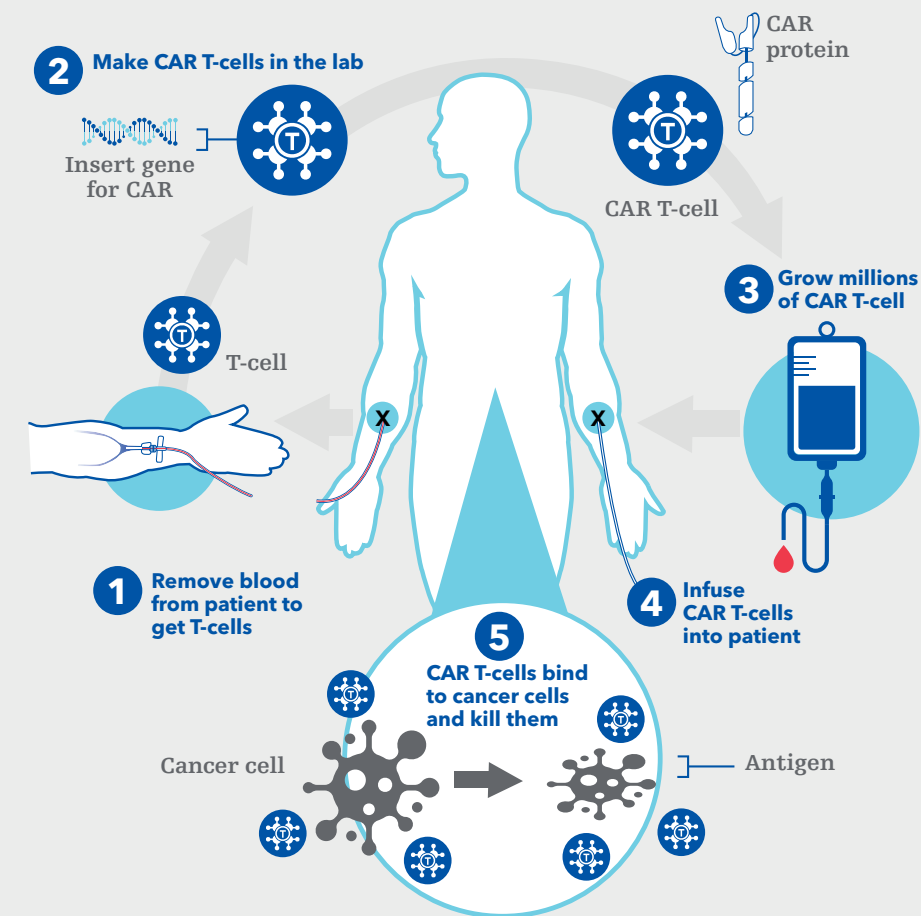 1
Remove blood
from patient to
get T-cells
T-cell
T
2
Make CAR T-cells in the lab
Insert gene
for CAR
T
CAR
protein
T
CAR T-cell
3
Grow millions
of CAR T-cell
X
X
4
Infuse
CAR T-cells
into patient
5
CAR T-cells bind
to cancer cells
and kill them
T
T
Cancer cell
Antigen
T
T
T
T